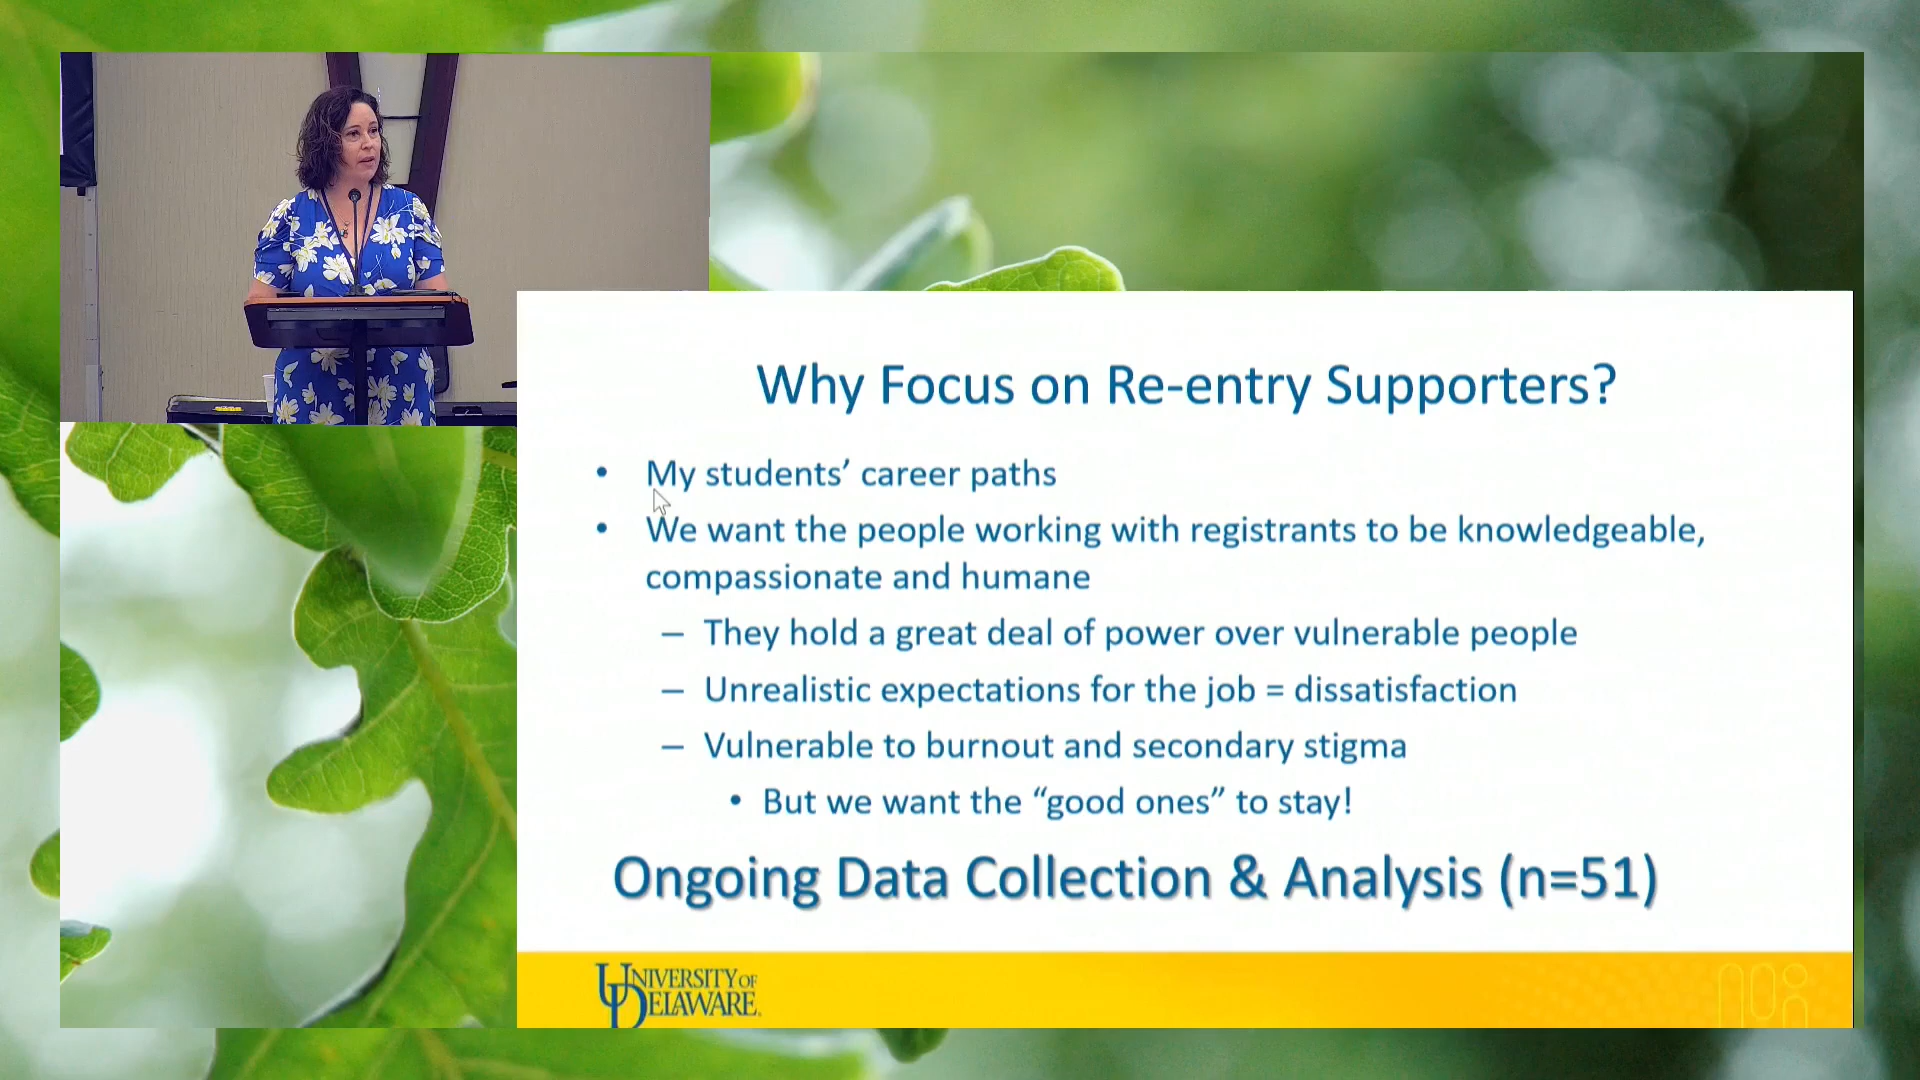 Why Focus on Re-entry Supporters?
• My students’ career paths
• We want the people working with registrants to be knowledgeable,
compassionate and humane
– They hold a great deal of power over vulnerable people
– Unrealistic expectations for the job = dissatisfaction
– Vulnerable to burnout and secondary stigma
• But we want the “good ones” to stay!
Ongoing Data Collection & Analysis (n=51)
UNIVERSITY OF
DELAWARE.